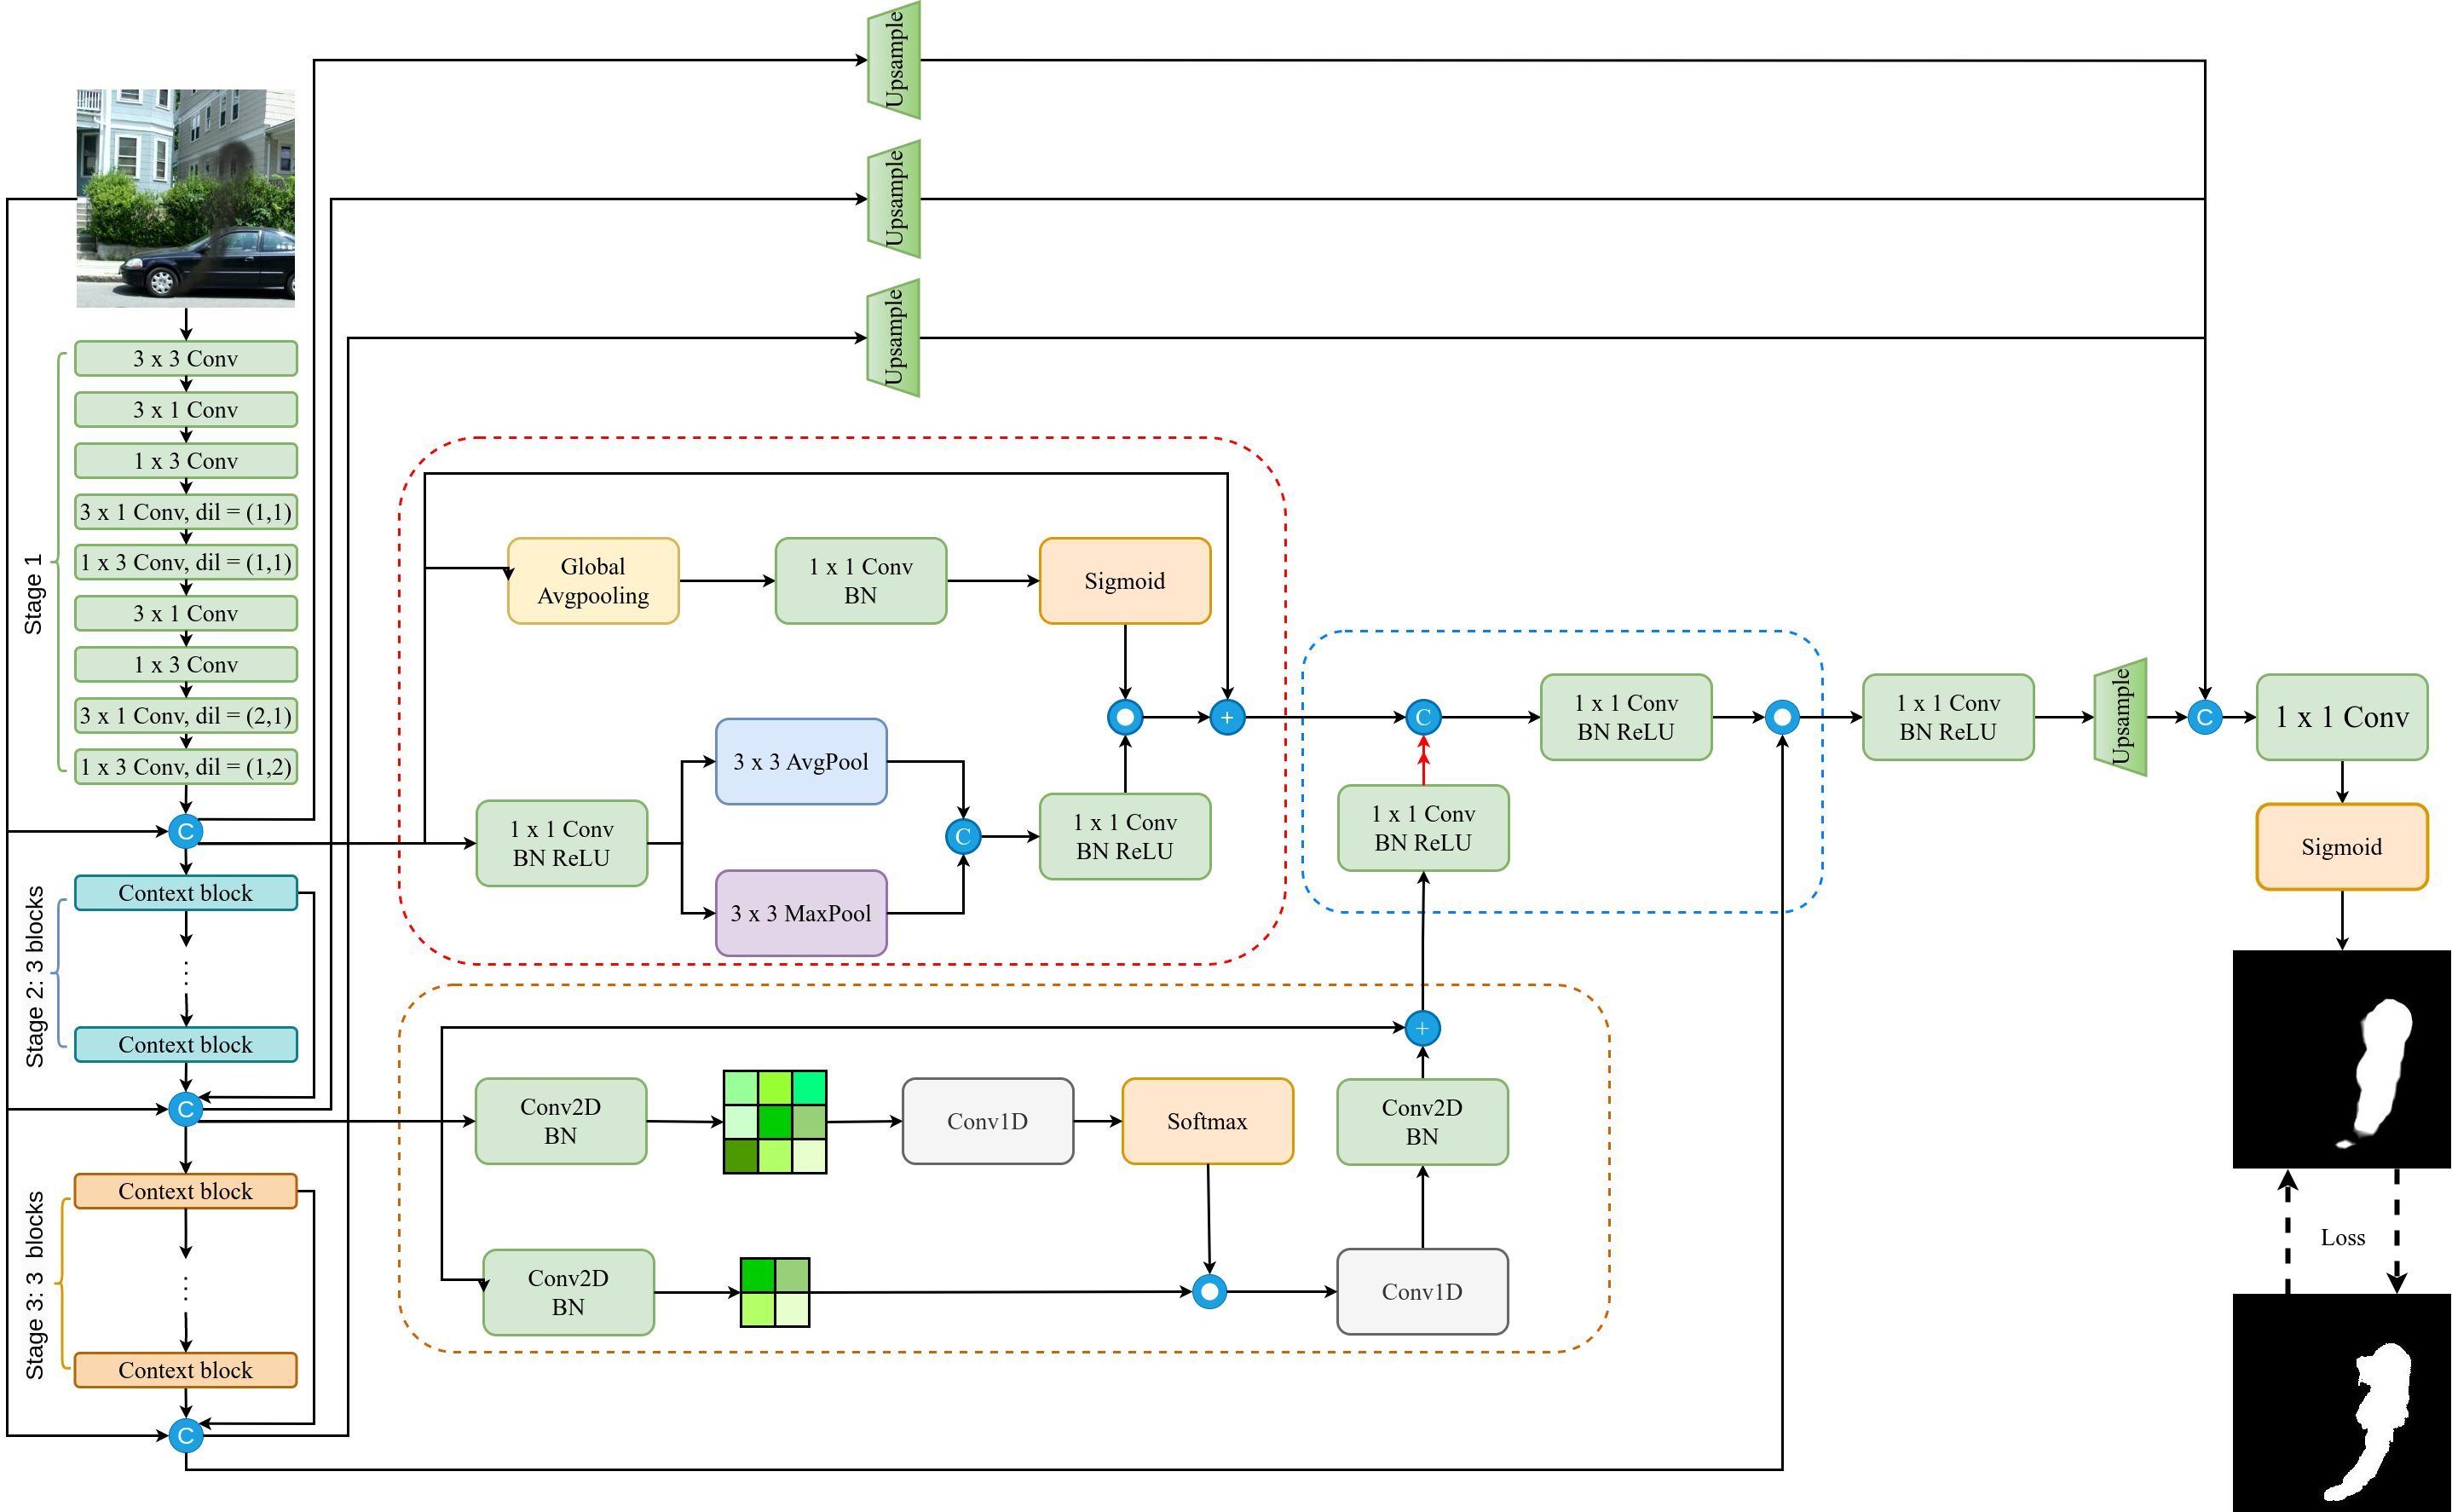 Upsample
Upsample
Upsample
Stage 1
3 x 3 Conv
3 x 1 Conv
1 x 3 Conv
3 x 1 Conv, dil = (1,1)
1 x 3 Conv, dil = (1,1)
3 x 1 Conv
1 x 3 Conv
3 x 1 Conv, dil = (2,1)
1 x 3 Conv, dil = (1,2)
C
Stage 2: 3 blocks
Context block
Context block
C
Stage 3: 3 blocks
Context block
Context block
C
Global
Avgpooling
1 x 1 Conv
BN
Sigmoid
1 x 1 Conv
BN ReLU
3 x 3 AvgPool
3 x 3 MaxPool
C
1 x 1 Conv
BN ReLU
+
C
1 x 1 Conv
BN ReLU
1 x 1 Conv
BN ReLU
1 x 1 Conv
BN ReLU
Upsample
C
1 x 1 Conv
Sigmoid
+
Conv2D
BN
Conv1D
Softmax
Conv2D
BN
Conv2D
BN
Conv1D
Loss